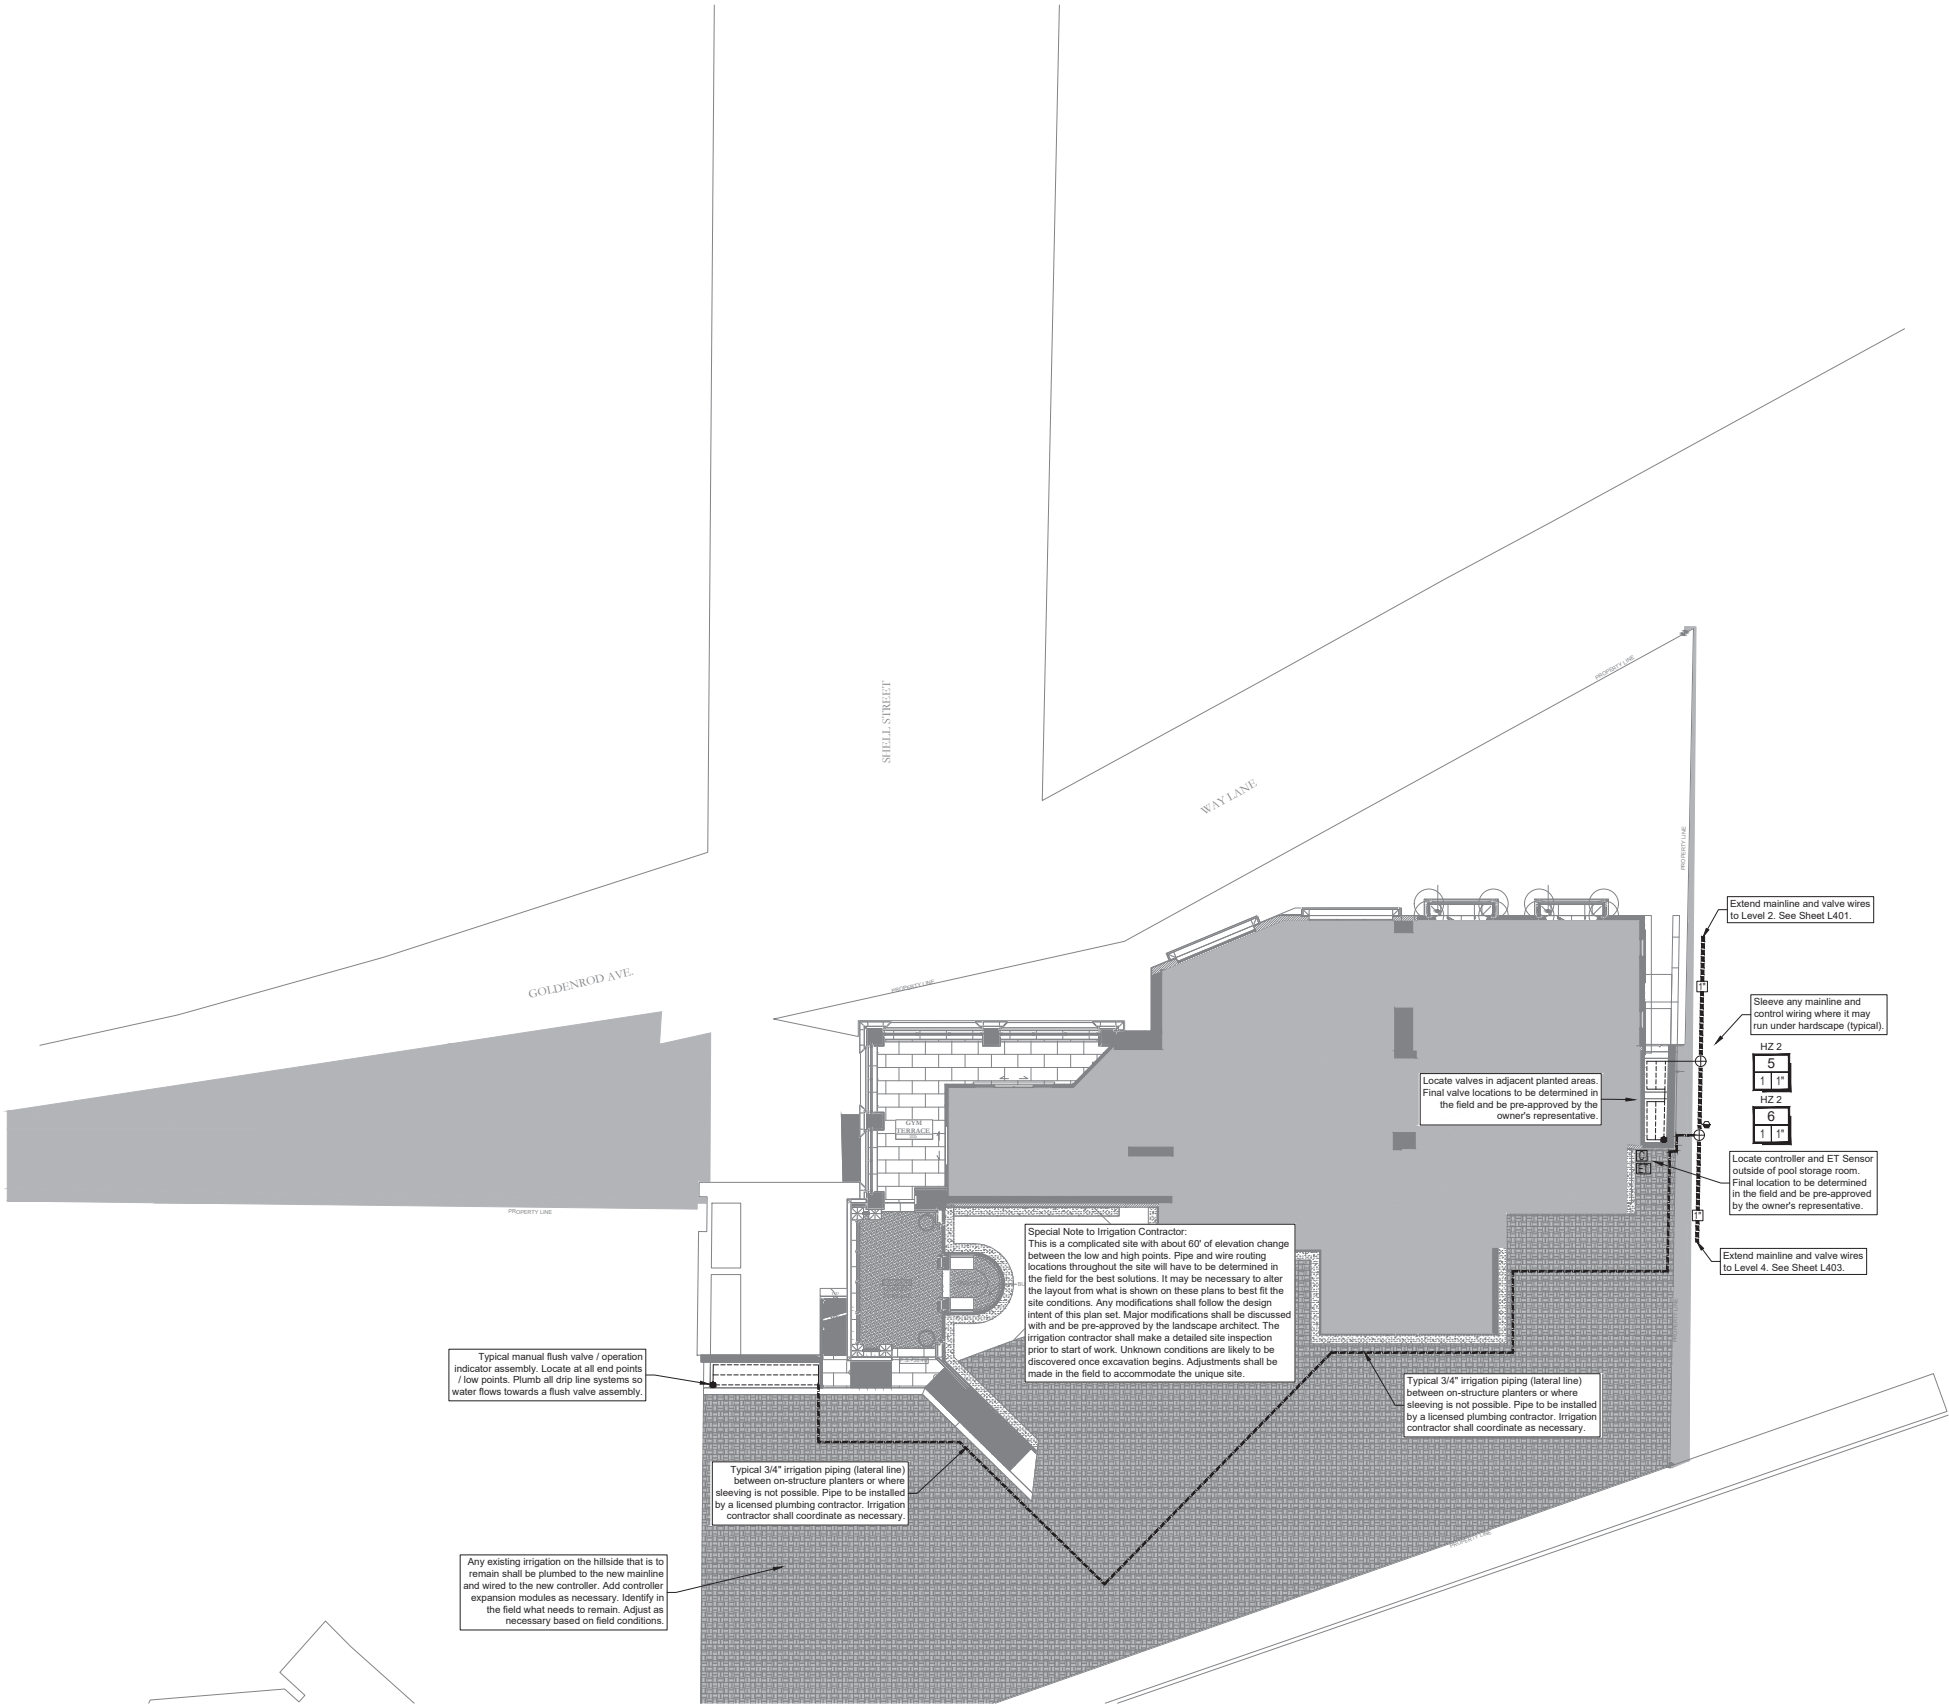 SHELL STREET
WAY LANE
PROPERTY LINE
PROPERTY LINE
GOLDENROD AVE.
PROPERTY LINE
Extend mainline and valve wires
to Level 2. See Sheet L401.
1"
Sleeve any mainline and
control wiring where it may
run under hardscape (typical).
HZ 2
5
1 1"
HZ 2
6
1 1"
Locate valves in adjacent planted areas.
Final valve locations to be determined in
the field and be pre-approved by the
owner's representative.
GYM
TERRACE
C
ET
Locate controller and ET Sensor
outside of pool storage room.
Final location to be determined
in the field and be pre-approved
by the owner's representative.
PROPERTY LINE
1"
Extend mainline and valve wires
to Level 4. See Sheet L403.
Special Note to Irrigation Contractor:
This is a complicated site with about 60' of elevation change
between the low and high points. Pipe and wire routing
locations throughout the site will have to be determined in
the field for the best solutions. It may be necessary to alter
the layout from what is shown on these plans to best fit the
site conditions. Any modifications shall follow the design
intent of this plan set. Major modifications shall be discussed
with and be pre-approved by the landscape architect. The
irrigation contractor shall make a detailed site inspection
prior to start of work. Unknown conditions are likely to be
discovered once excavation begins. Adjustments shall be
made in the field to accommodate the unique site.
PROPERTY LINE
Typical manual flush valve / operation
indicator assembly. Locate at all end points
/ low points. Plumb all drip line systems so
water flows towards a flush valve assembly.
Typical 3/4" irrigation piping (lateral line)
between on-structure planters or where
sleeving is not possible. Pipe to be installed
by a licensed plumbing contractor. Irrigation
contractor shall coordinate as necessary.
Typical 3/4" irrigation piping (lateral line)
between on-structure planters or where
sleeving is not possible. Pipe to be installed
by a licensed plumbing contractor. Irrigation
contractor shall coordinate as necessary.
PROPERTY LINE
Any existing irrigation on the hillside that is to
remain shall be plumbed to the new mainline
and wired to the new controller. Add controller
expansion modules as necessary. Identify in
the field what needs to remain. Adjust as
necessary based on field conditions.